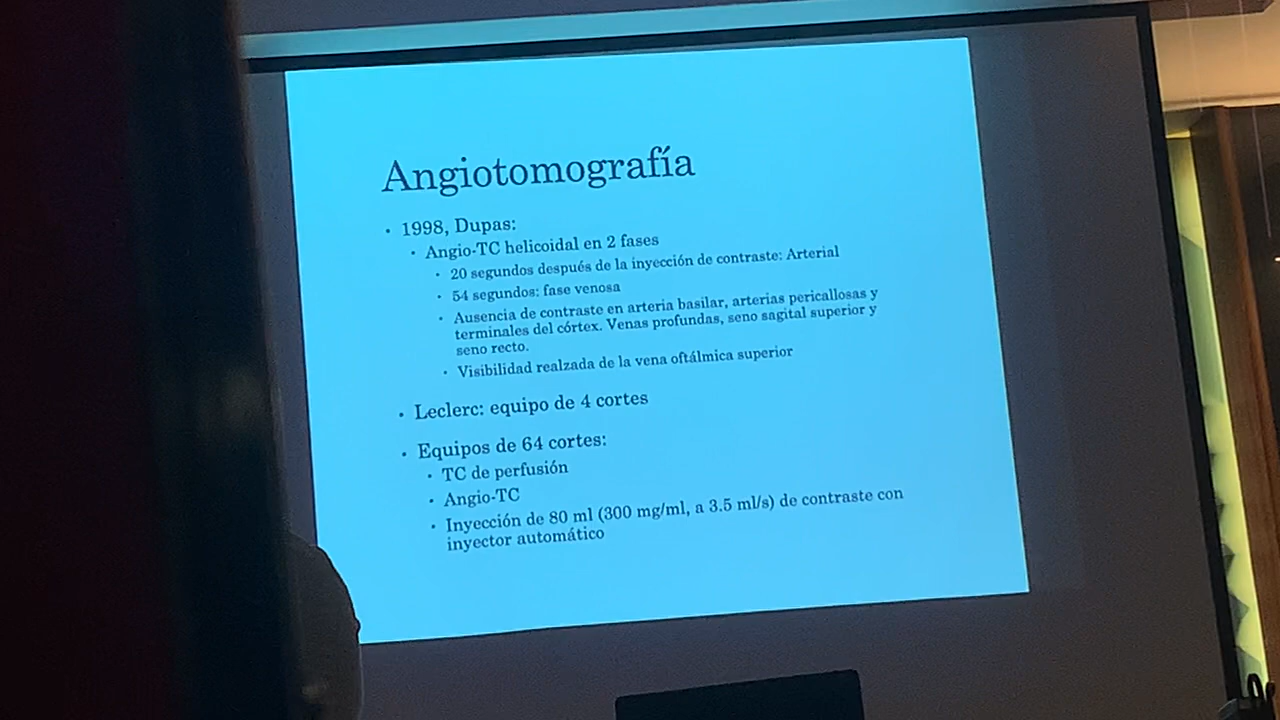 Angiotomografía
• 1998, Dupas:
• Angio-TC helicoidal en 2 fases
• 20 segundos después de la inyección de contraste: Arterial
• 54 segundos: fase venosa
• Ausencia de contraste en arteria basilar, arterias pericallosas y
terminales del córtex. Venas profundas, seno sagital superior y
seno recto.
• Visibilidad realzada de la vena oftálmica superior
• Leclerc: equipo de 4 cortes
• Equipos de 64 cortes:
• TC de perfusión
• Angio-TC
• Inyección de 80 ml (300 mg/ml, a 3.5 ml/s) de contraste con
inyector automático